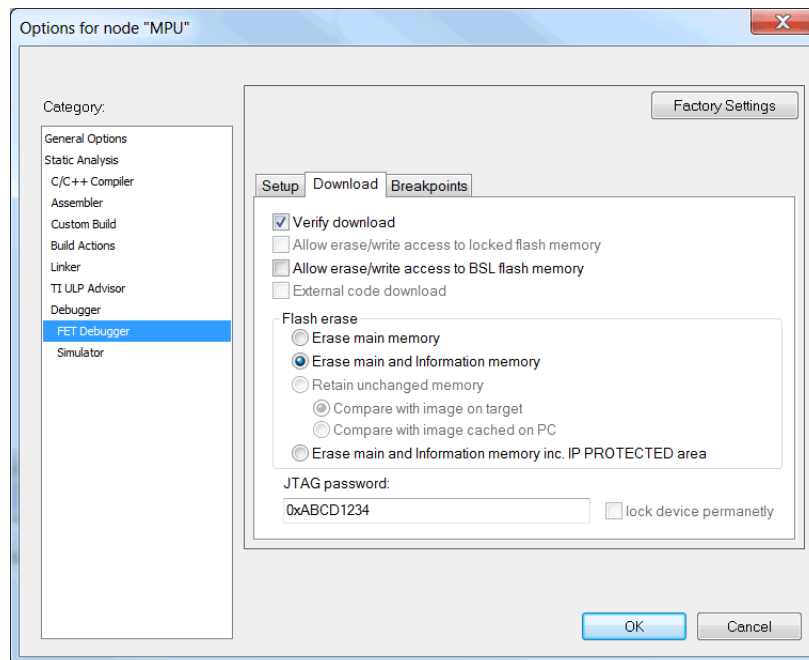 Options for node "MPU"
Category:
Factory Settings
General Options
Static Analysis
C/C++ Compiler
Assembler
Custom Build
Build Actions
Linker
TI ULP Advisor
Debugger
FET Debugger
Simulator
Setup Download Breakpoints
Verify download
Allow erase/write access to locked flash memory
Allow erase/write access to BSL flash memory
External code download
Flash erase
Erase main memory
Erase main and Information memory
Retain unchanged memory
Compare with image on target
Compare with image cached on PC
Erase main and Information memory inc. IP PROTECTED area
JTAG password:
0xABCD1234
lock device permanetly
OK Cancel